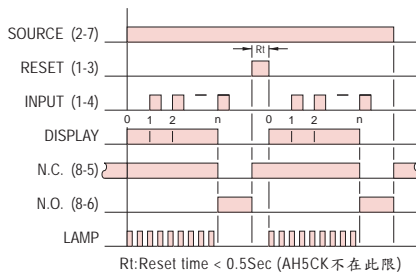 SOURCE (2-7)
Rt
RESET (1-3)
INPUT (1-4)
0 1 2 n 0 1 2 n
DISPLAY
N.C. (8-5)
N.O. (8-6)
LAMP
Rt:Reset time < 0.5Sec (AH5CK不在此限)